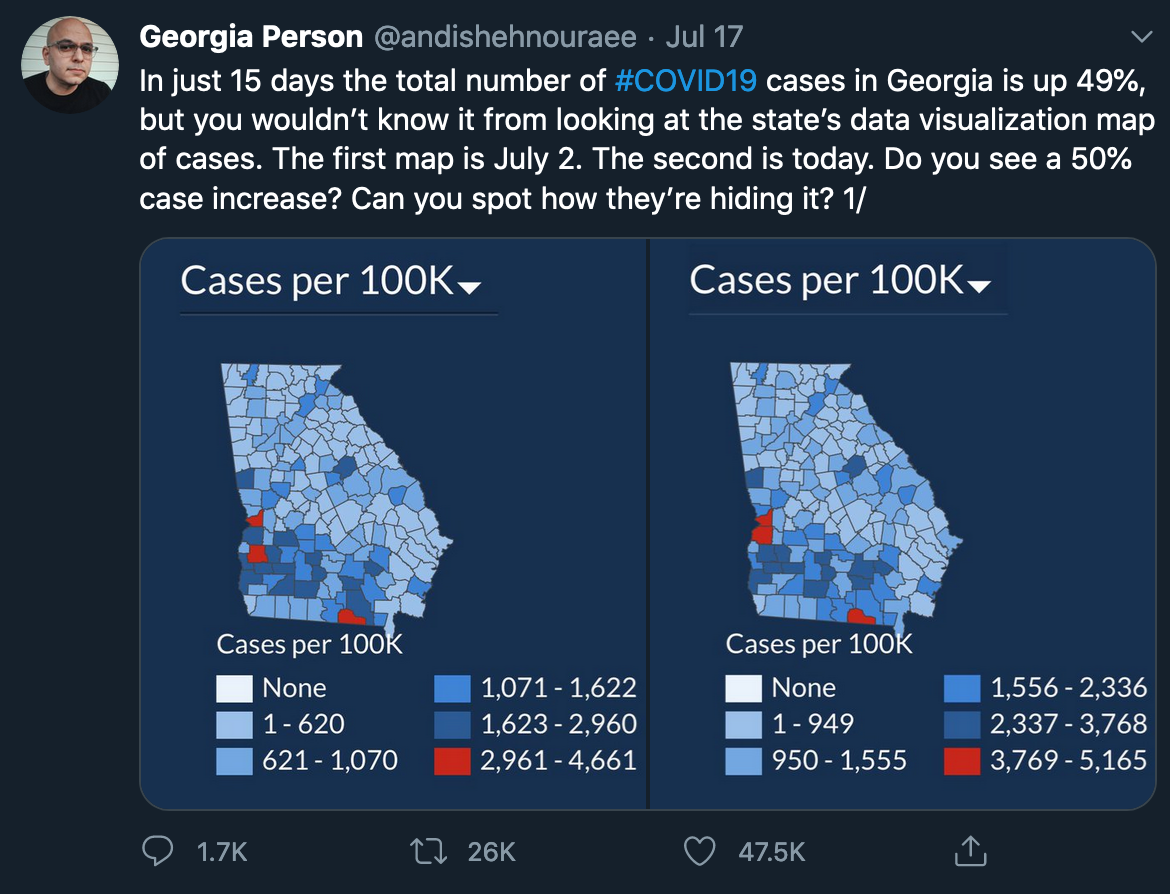 Georgia Person @andishehnouraee · Jul 17
In just 15 days the total number of #COVID19 cases in Georgia is up 49%,
but you wouldn’t know it from looking at the state’s data visualization map
of cases. The first map is July 2. The second is today. Do you see a 50%
case increase? Can you spot how they’re hiding it? 1/
Cases per 100K
Cases per 100K
None
1 - 620
621 - 1,070
1,071 - 1,622
1,623 - 2,960
2,961 - 4,661
Cases per 100K
Cases per 100K
None
1 - 949
950 - 1,555
1,556 - 2,336
2,337 - 3,768
3,769 - 5,165
1.7K
26K
47.5K